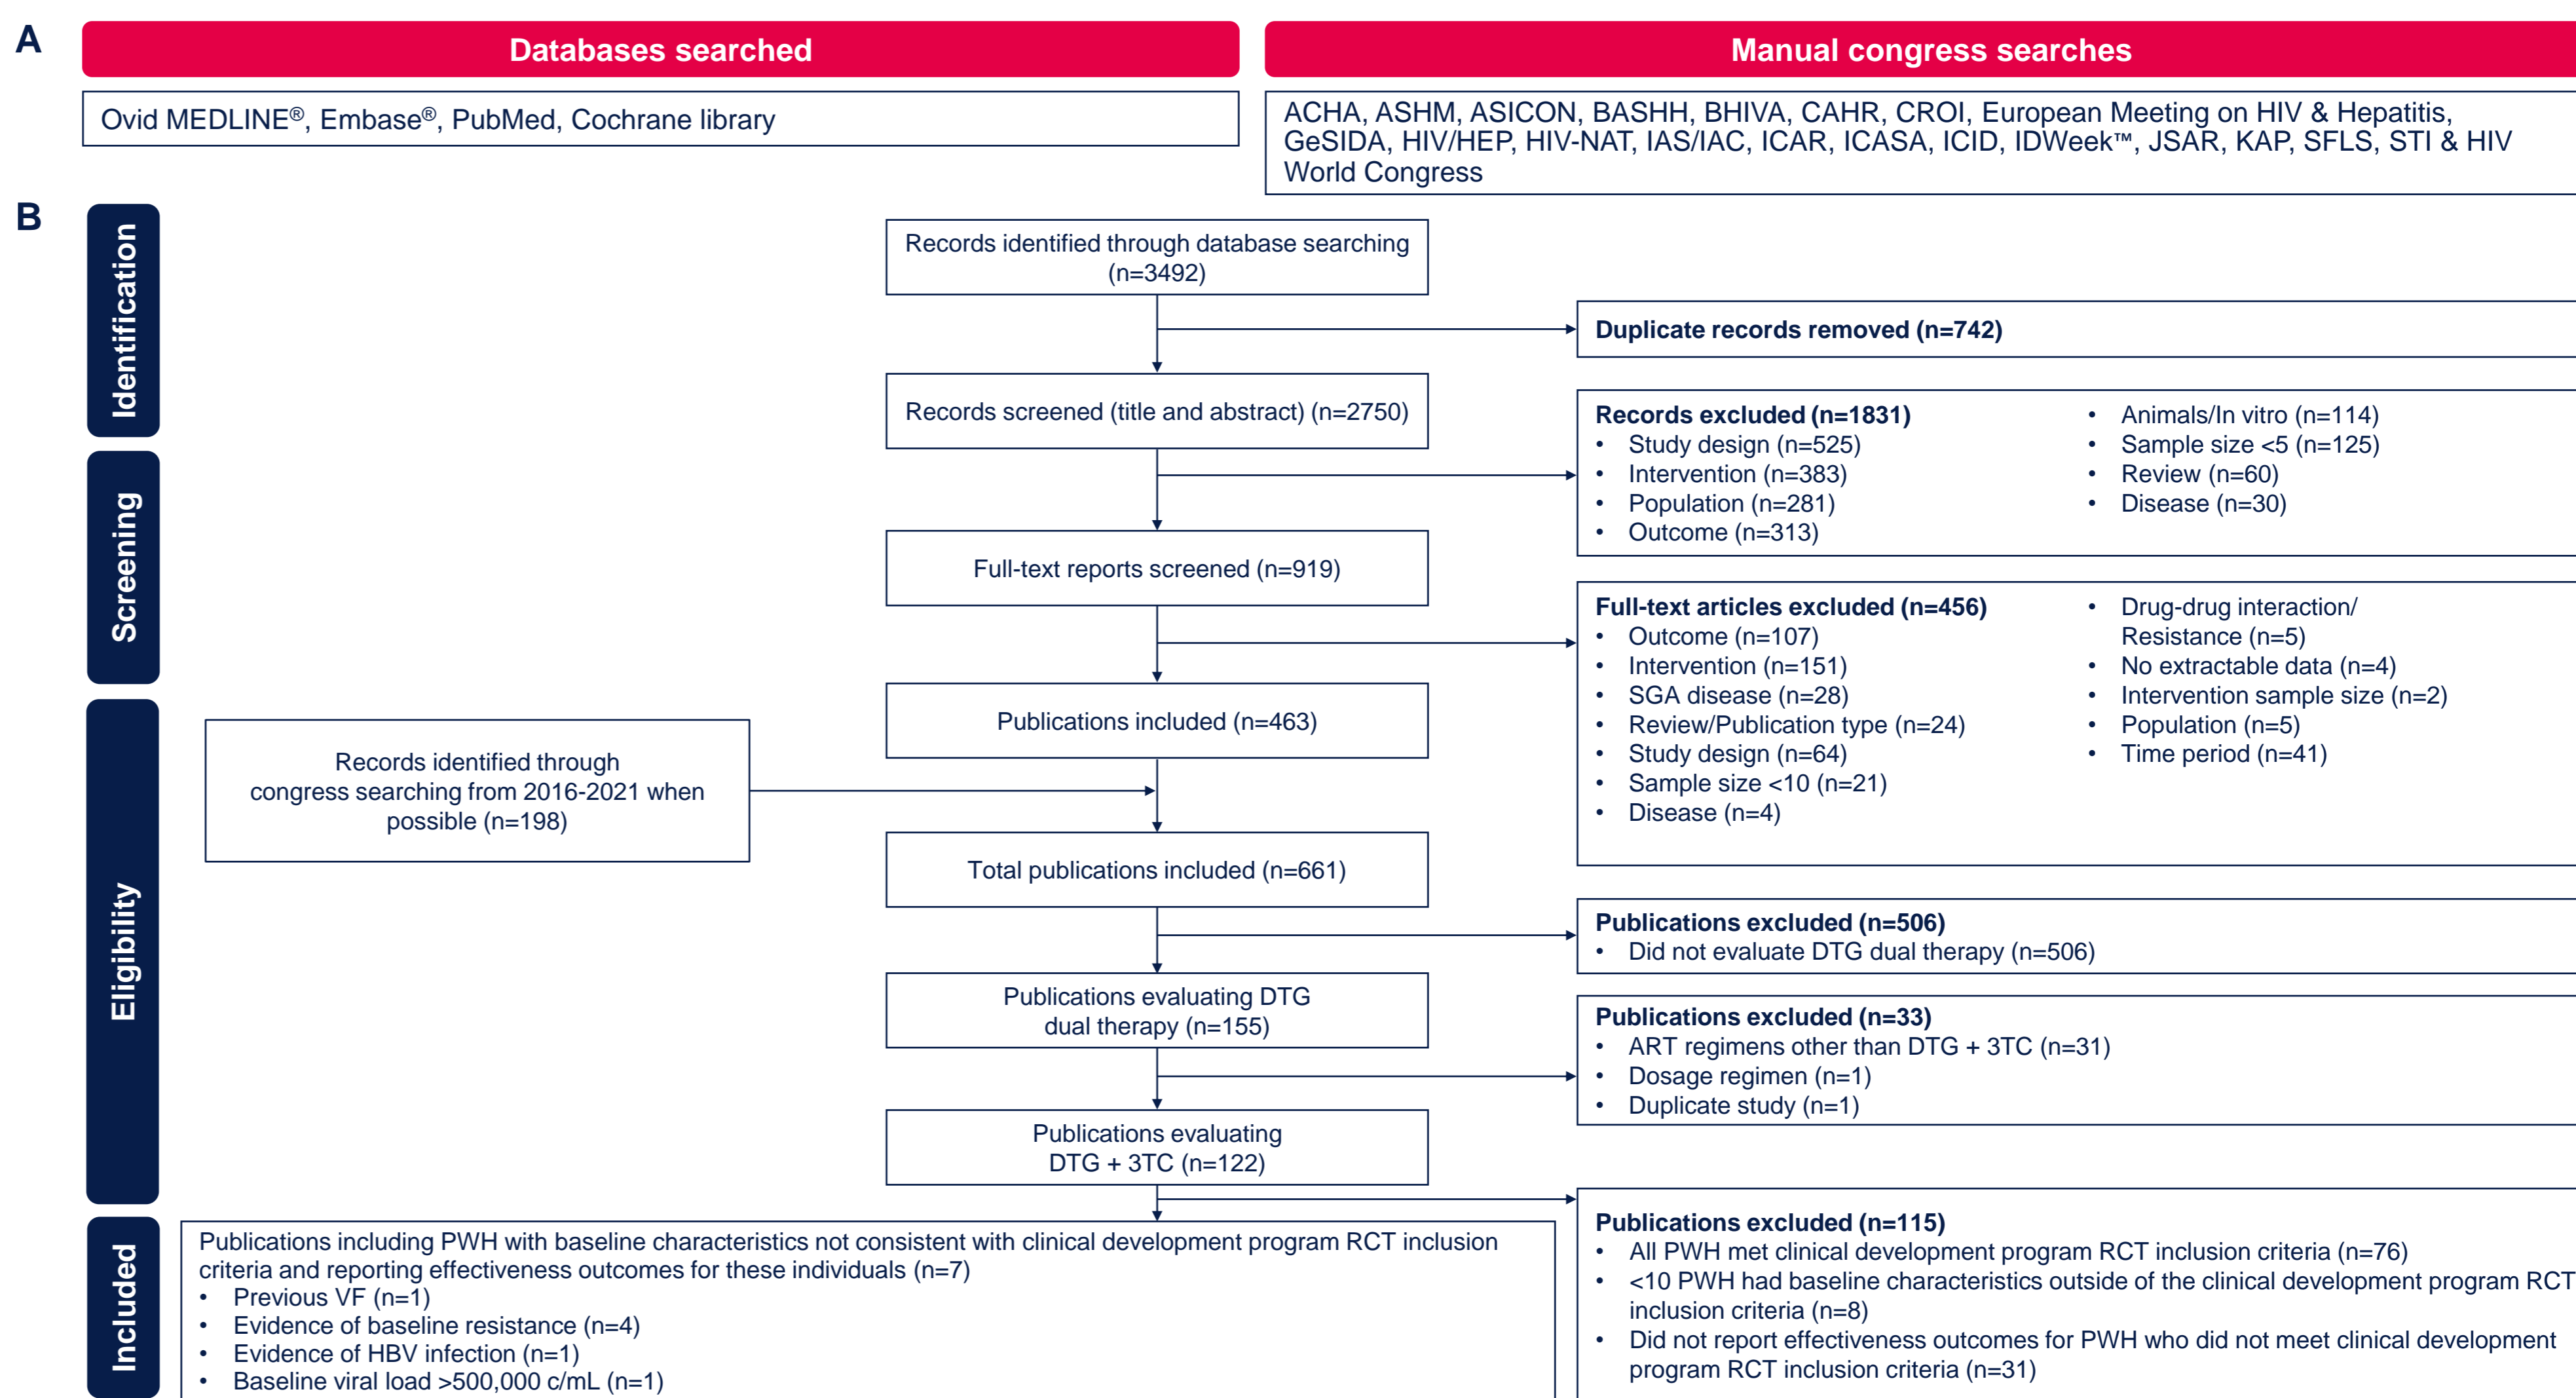 A
Databases searched
Manual congress searches
Ovid MEDLINE®, Embase®, PubMed, Cochrane library
ACHA, ASHM, ASICON, BASHH, BHIVA, CAHR, CROI, European Meeting on HIV & Hepatitis,
GeSIDA, HIV/HEP, HIV-NAT, IAS/IAC, ICAR, ICASA, ICID, IDWeek™, JSAR, KAP, SFLS, STI & HIV
World Congress
B
Identification
Records identified through database searching
(n=3492)
Duplicate records removed (n=742)
Records screened (title and abstract) (n=2750)
Records excluded (n=1831)
• Study design (n=525)
• Intervention (n=383)
• Population (n=281)
• Outcome (n=313)
• Animals/In vitro (n=114)
• Sample size <5 (n=125)
• Review (n=60)
• Disease (n=30)
Screening
Full-text reports screened (n=919)
Full-text articles excluded (n=456)
• Outcome (n=107)
• Intervention (n=151)
• SGA disease (n=28)
• Review/Publication type (n=24)
• Study design (n=64)
• Sample size <10 (n=21)
• Disease (n=4)
• Drug-drug interaction/
Resistance (n=5)
• No extractable data (n=4)
• Intervention sample size (n=2)
• Population (n=5)
• Time period (n=41)
Eligibility
Publications included (n=463)
Records identified through
congress searching from 2016-2021 when
possible (n=198)
Total publications included (n=661)
Publications excluded (n=506)
• Did not evaluate DTG dual therapy (n=506)
Publications evaluating DTG
dual therapy (n=155)
Publications excluded (n=33)
• ART regimens other than DTG + 3TC (n=31)
• Dosage regimen (n=1)
• Duplicate study (n=1)
Publications evaluating
DTG + 3TC (n=122)
Included
Publications including PWH with baseline characteristics not consistent with clinical development program RCT inclusion
criteria and reporting effectiveness outcomes for these individuals (n=7)
• Previous VF (n=1)
• Evidence of baseline resistance (n=4)
• Evidence of HBV infection (n=1)
• Baseline viral load >500,000 c/mL (n=1)
Publications excluded (n=115)
• All PWH met clinical development program RCT inclusion criteria (n=76)
• <10 PWH had baseline characteristics outside of the clinical development program RCT
inclusion criteria (n=8)
• Did not report effectiveness outcomes for PWH who did not meet clinical development
program RCT inclusion criteria (n=31)